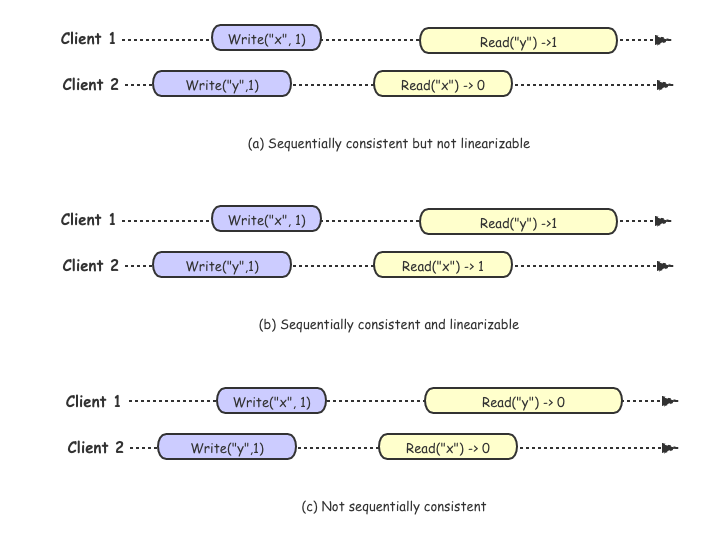 Client 1 Write("x", 1) Read("y") ->1
Client 2 Write("y",1) Read("x") -> 0
(a) Sequentially consistent but not linearizable
Client 1 Write("x", 1) Read("y") ->1
Client 2 Write("y",1) Read("x") -> 1
(b) Sequentially consistent and linearizable
Client 1 Write("x", 1) Read("y") -> 0
Client 2 Write("y",1) Read("x") -> 0
(c) Not sequentially consistent